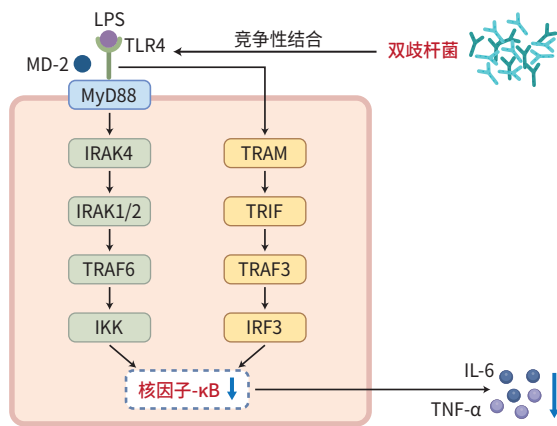 LPS
TLR4
竞争性结合
双歧杆菌
MD-2
MyD88
IRAK4
TRAM
IRAK1/2
TRIF
TRAF6
TRAF3
IKK
IRF3
核因子-κB
IL-6
TNF-α